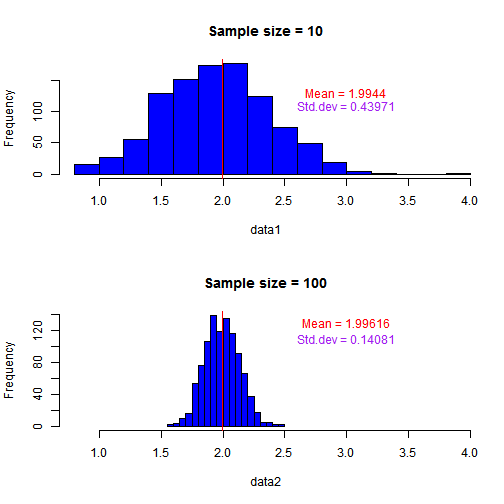 Sample size = 10
Frequency
0 50 100
Mean = 1.9944
Std.dev = 0.43971
1.0 1.5 2.0 2.5 3.0 3.5 4.0
data1
Sample size = 100
Frequency
0 40 80 120
Mean = 1.99616
Std.dev = 0.14081
1.0 1.5 2.0 2.5 3.0 3.5 4.0
data2